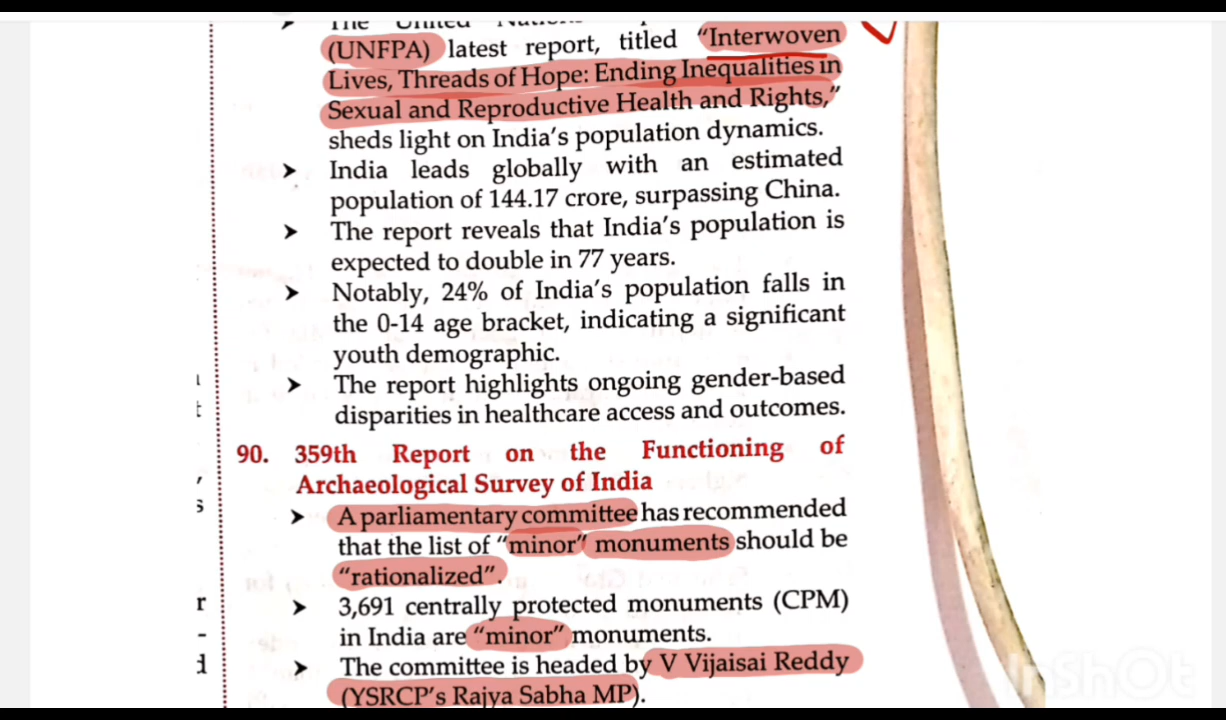 (UNFPA) latest report, titled "Interwoven
Lives, Threads of Hope: Ending Inequalities in
Sexual and Reproductive Health and Rights,"
sheds light on India's population dynamics.
➤ India leads globally with an estimated
population of 144.17 crore, surpassing China.
➤ The report reveals that India's population is
expected to double in 77 years.
➤ Notably, 24% of India's population falls in
the 0-14 age bracket, indicating a significant
youth demographic.
➤ The report highlights ongoing gender-based
disparities in healthcare access and outcomes.
90. 359th Report on the Functioning of
Archaeological Survey of India
➤ A parliamentary committee has recommended
that the list of "minor" monuments should be
"rationalized".
➤ 3,691 centrally protected monuments (CPM)
in India are "minor" monuments.
➤ The committee is headed by V Vijaisai Reddy
(YSRCP's Rajya Sabha MP).
InShOt